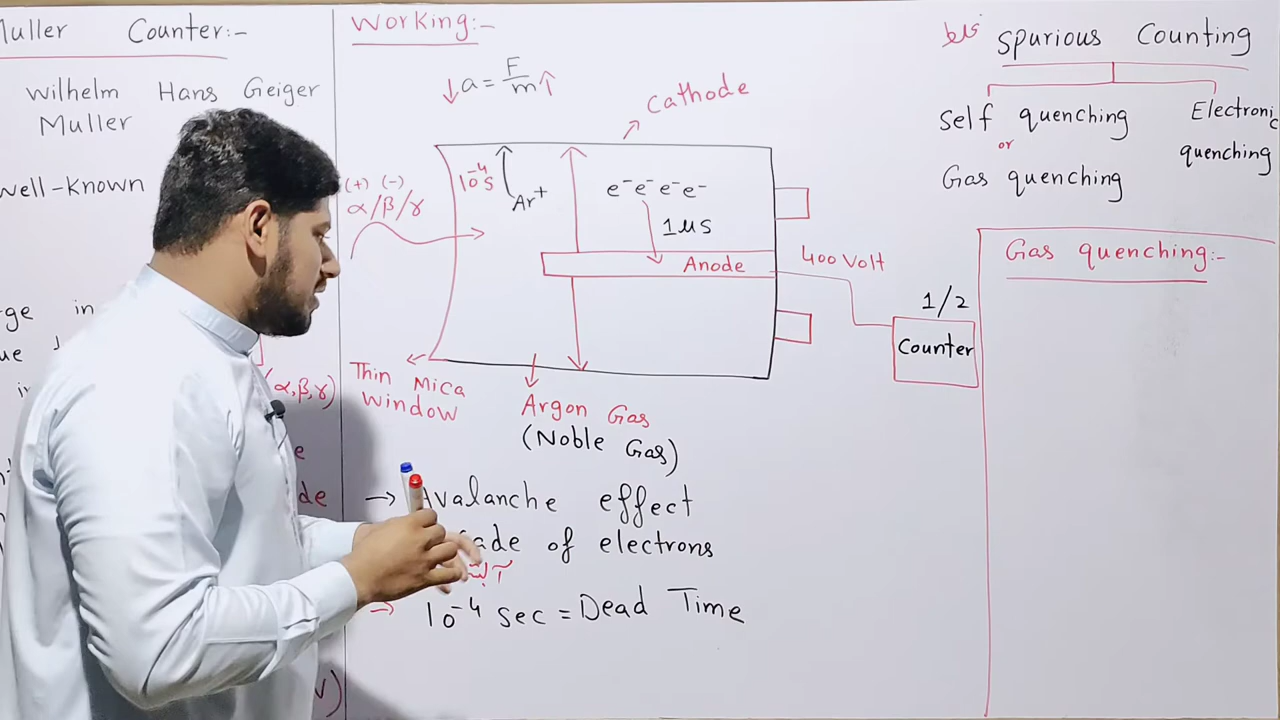 Muller Counter:-
Wilhelm Hans Geiger
Muller
well-known
in
(α,β,γ)
Working:-
↓a = F/m↑
Cathode
(+) (-)
α/β/γ
10⁻⁴s
Ar⁺
e⁻e⁻e⁻e⁻
1μs
Anode
400 Volt
1/2
Counter
Thin Mica
Window
Argon Gas
(Noble Gas)
→ Avalanche effect
of electrons
→ 10⁻⁴ sec = Dead Time
غلط
Spurious Counting
Self quenching
or
Gas quenching
Electronic
quenching
Gas quenching:-